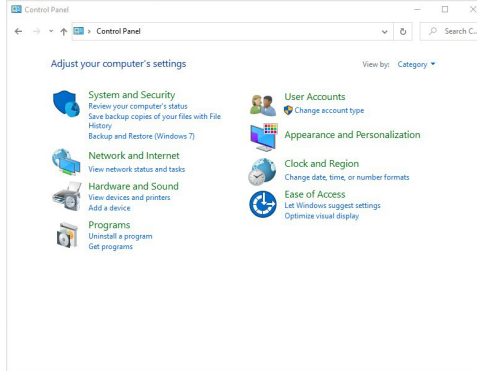 Control Panel
Control Panel
Search C...
Adjust your computer's settings
View by: Category
System and Security
Review your computer's status
Save backup copies of your files with File
History
Backup and Restore (Windows 7)
Network and Internet
View network status and tasks
Hardware and Sound
View devices and printers
Add a device
Programs
Uninstall a program
Get programs
User Accounts
Change account type
Appearance and Personalization
Clock and Region
Change date, time, or number formats
Ease of Access
Let Windows suggest settings
Optimize visual display